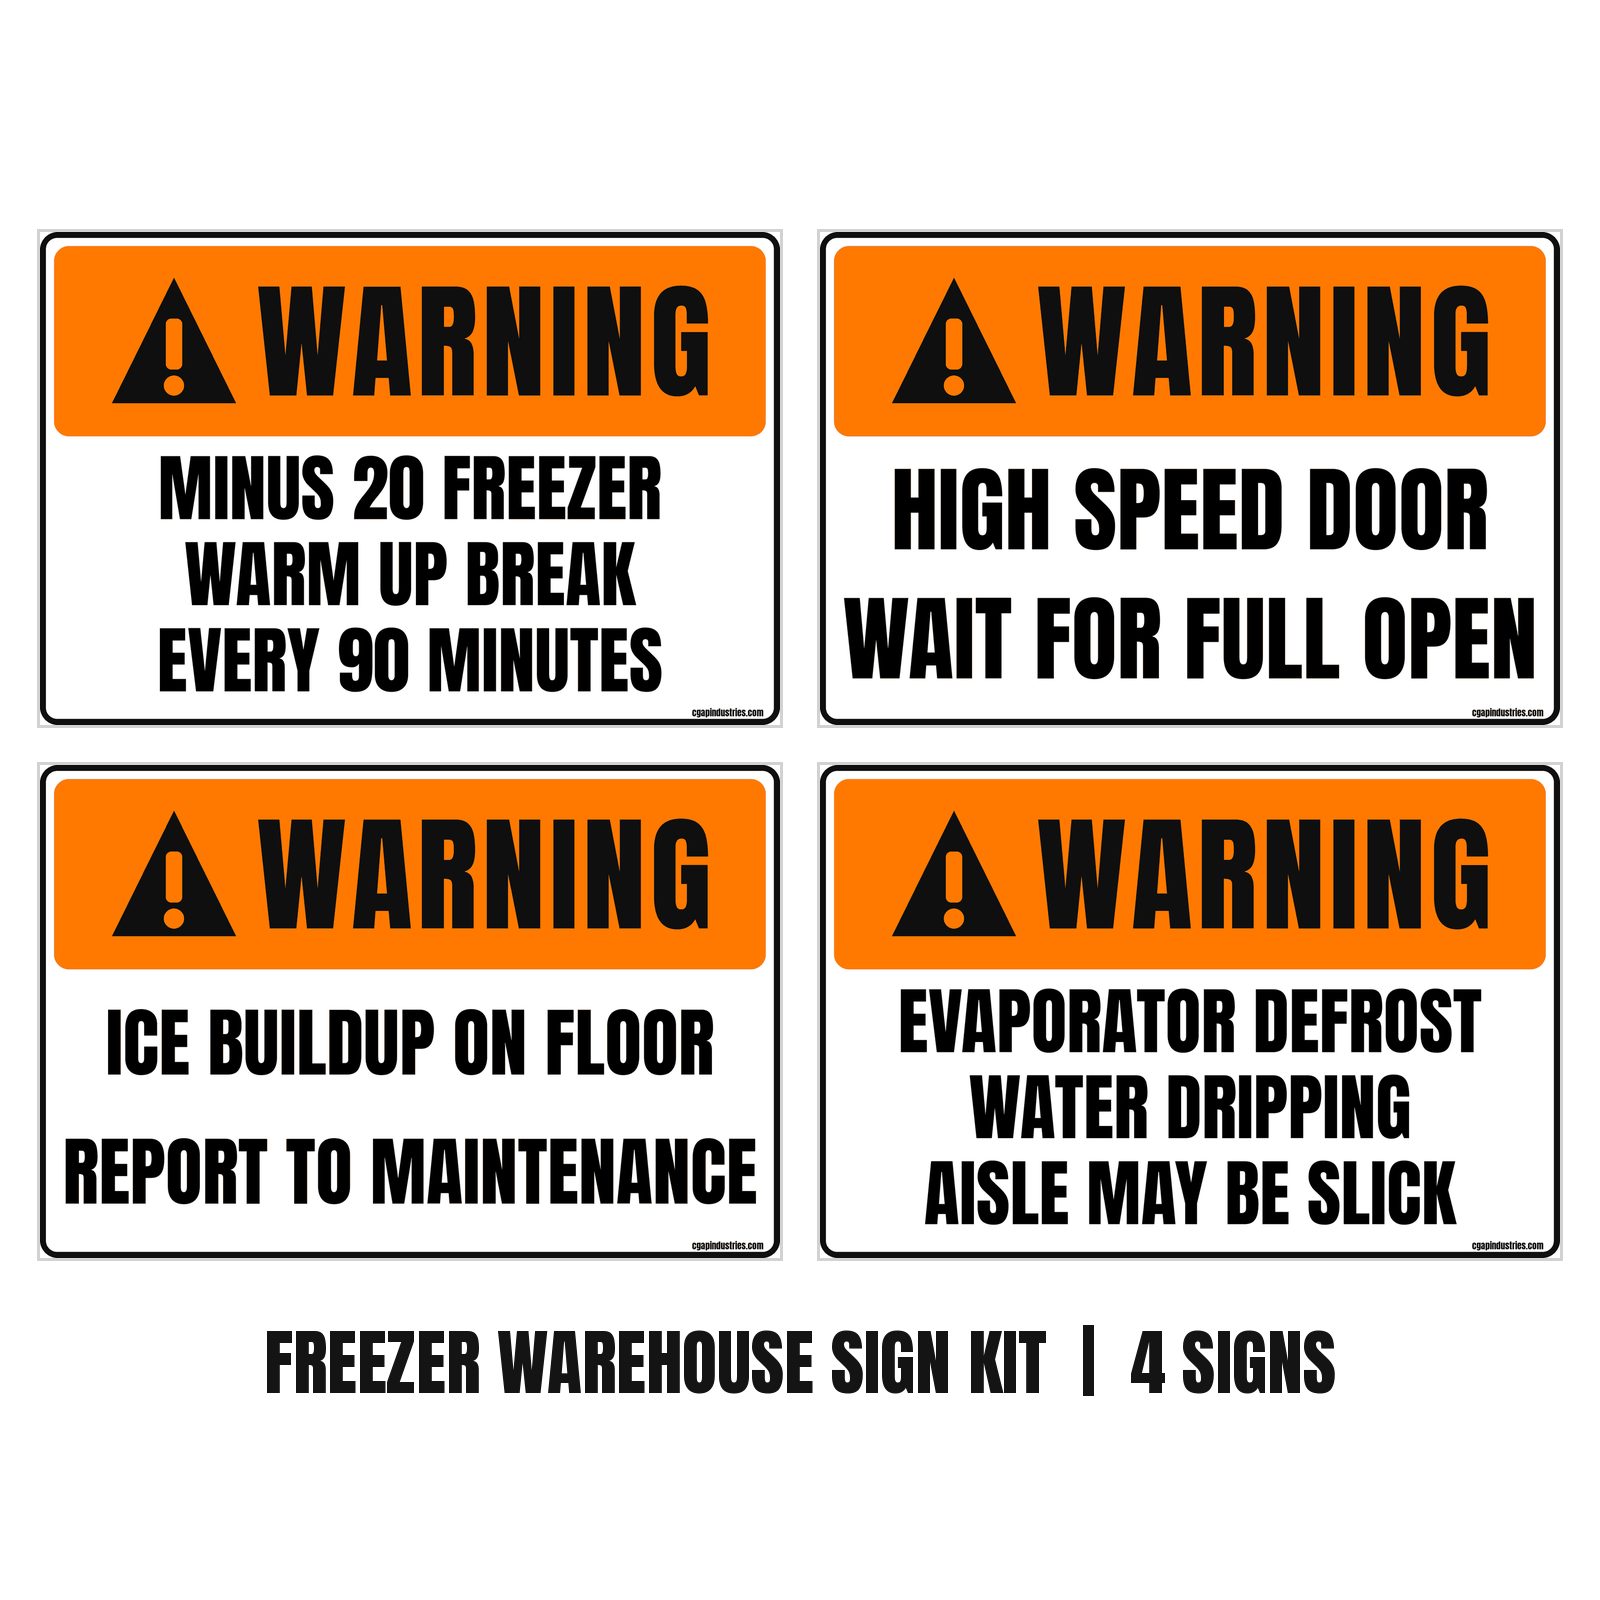 WARNING
MINUS 20 FREEZER
WARM UP BREAK
EVERY 90 MINUTES
cgapindustries.com
WARNING
HIGH SPEED DOOR
WAIT FOR FULL OPEN
cgapindustries.com
WARNING
ICE BUILDUP ON FLOOR
REPORT TO MAINTENANCE
cgapindustries.com
WARNING
EVAPORATOR DEFROST
WATER DRIPPING
AISLE MAY BE SLICK
cgapindustries.com
FREEZER WAREHOUSE SIGN KIT | 4 SIGNS